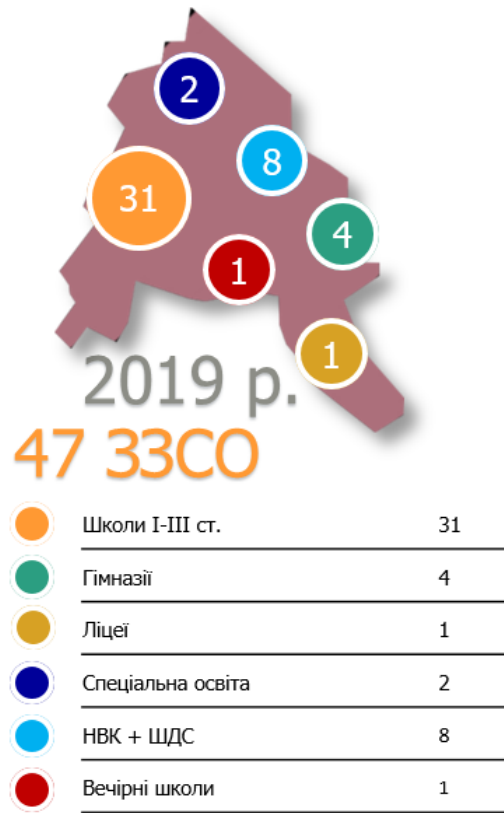 2
8
31
4
1
1
2019 р.
47 ЗЗСО
Школи І-ІІІ ст. 31
Гімназії 4
Ліцеї 1
Спеціальна освіта 2
НВК + ШДС 8
Вечірні школи 1